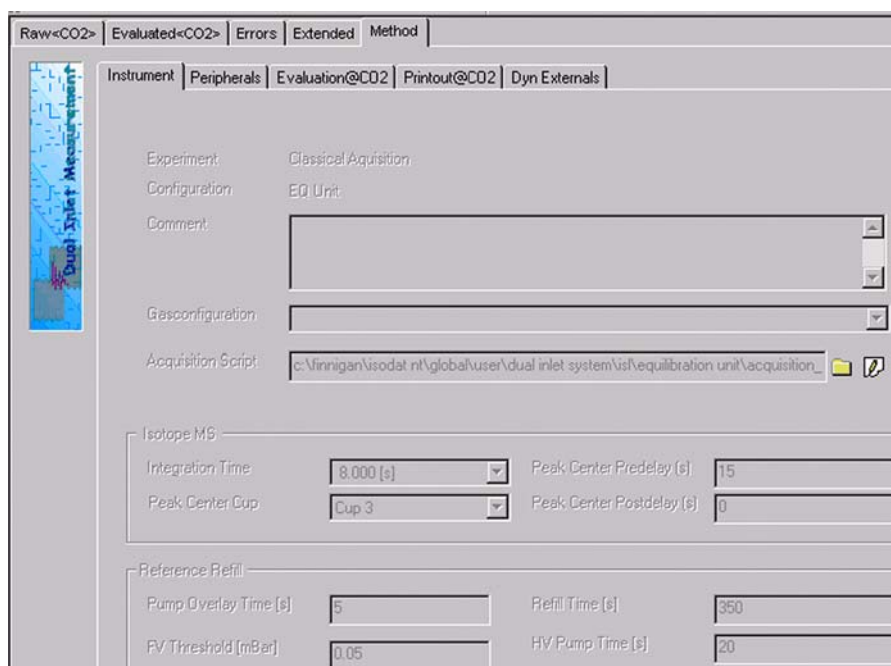 Raw<CO2> Evaluated<CO2> Errors Extended Method
Instrument Peripherals Evaluation@CO2 Printout@CO2 Dyn Externals
Dual Inlet Measurement
Experiment Classical Aquisition
Configuration EQ Unit
Comment
Gasconfiguration
Acquisition Script c:\finnigan\isodat nt\global\user\dual inlet system\isl\equilibration unit\acquisition_
Isotope MS
Integration Time 8.000 [s] Peak Center Predelay [s] 15
Peak Center Cup Cup 3 Peak Center Postdelay [s] 0
Reference Refill
Pump Overlay Time [s] 5 Refill Time [s] 350
FV Threshold [mBar] 0.05 HV Pump Time [s] 20